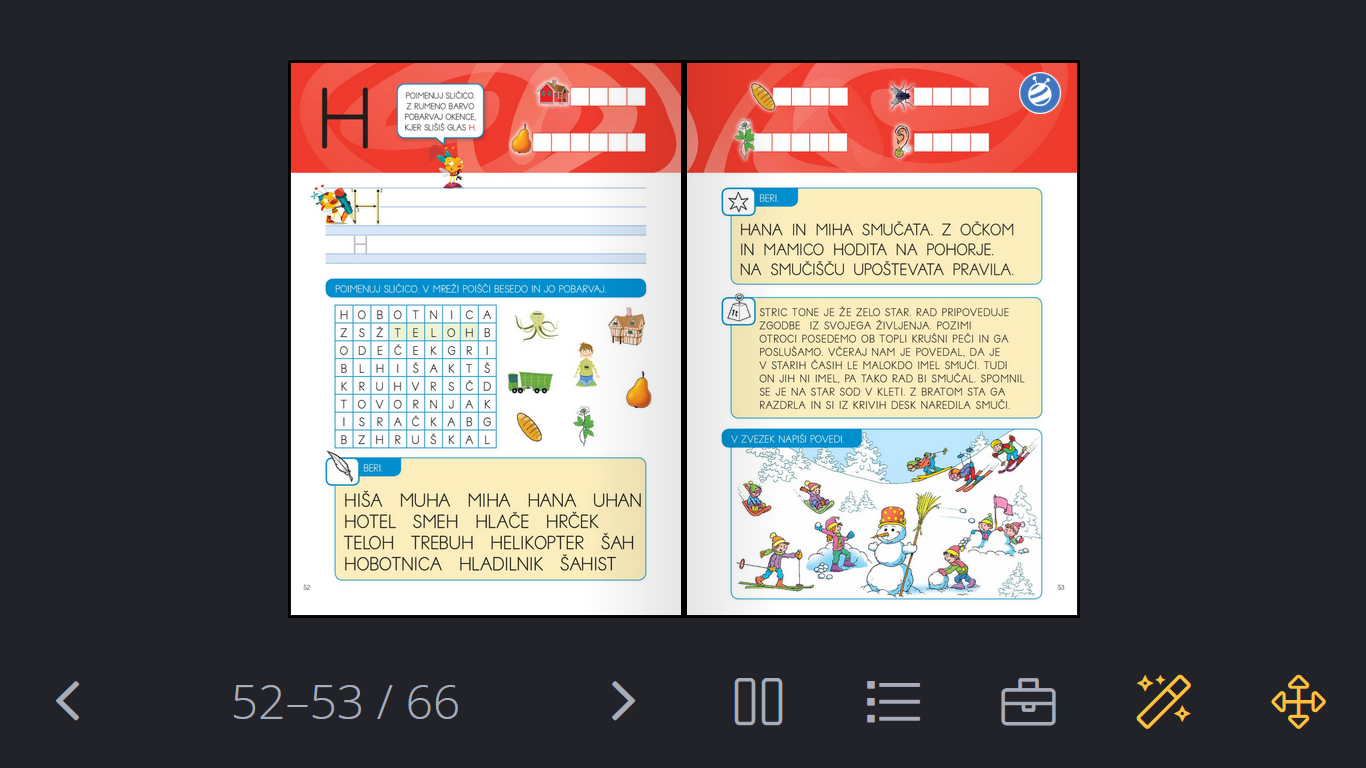 H
POIMENUJ SLIČICO.
Z RUMENO BARVO
POBARVAJ OKENCE,
KJER SLIŠIŠ GLAS H.
H
H
POIMENUJ SLIČICO. V MREŽI POIŠČI BESEDO IN JO POBARVAJ.
H O B O T N I C A
Z S Ž T E L O H B
O D E Č E K G R I
B L H I Š A K T Š
K R U H V R S Č D
T O V O R N J A K
I S R A Č K A B G
B Z H R U Š K A L
BERI.
HIŠA MUHA MIHA HANA UHAN
HOTEL SMEH HLAČE HRČEK
TELOH TREBUH HELIKOPTER ŠAH
HOBOTNICA HLADILNIK ŠAHIST
52
BERI.
HANA IN MIHA SMUČATA. Z OČKOM
IN MAMICO HODITA NA POHORJE.
NA SMUČIŠČU UPOŠTEVATA PRAVILA.
STRIC TONE JE ŽE ZELO STAR. RAD PRIPOVEDUJE
ZGODBE IZ SVOJEGA ŽIVLJENJA. POZIMI
OTROCI POSEDEMO OB TOPLI KRUŠNI PEČI IN GA
POSLUŠAMO. VČERAJ NAM JE POVEDAL, DA JE
V STARIH ČASIH LE MALOKDO IMEL SMUČI. TUDI
ON JIH NI IMEL, PA TAKO RAD BI SMUČAL. SPOMNIL
SE JE NA STAR SOD V KLETI. Z BRATOM STA GA
RAZDRLA IN SI IZ KRIVIH DESK NAREDILA SMUČI.
V ZVEZEK NAPIŠI POVEDI.
53
52–53 / 66